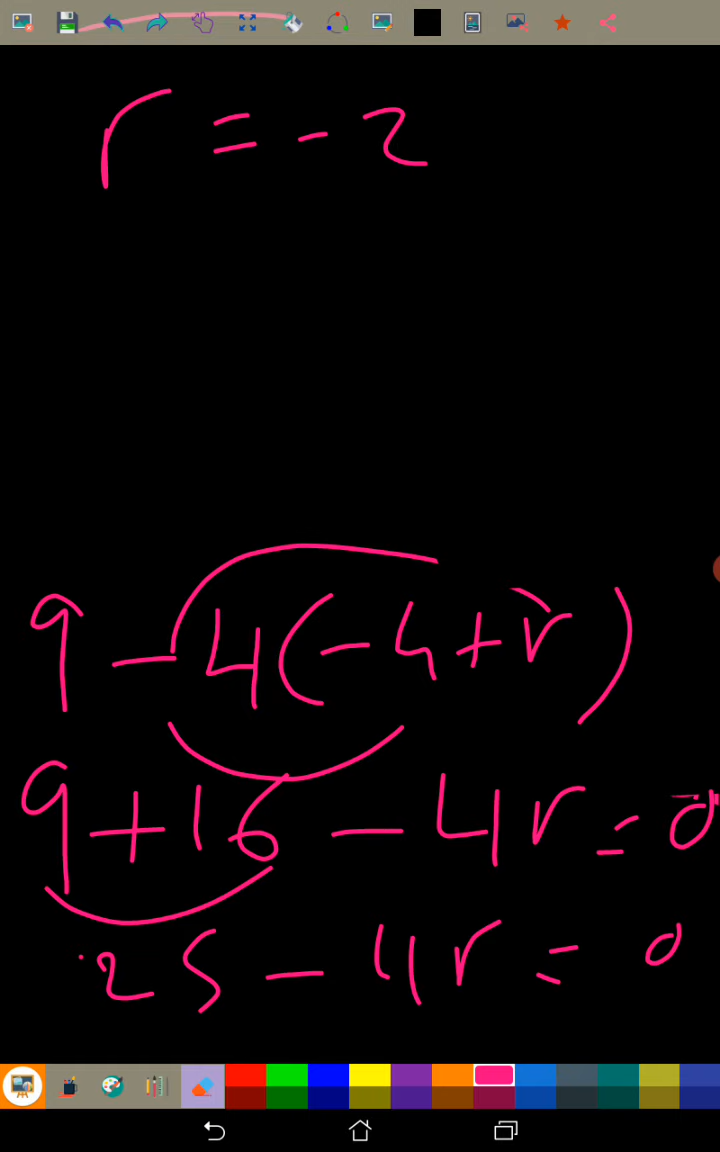 r = - 2
9 - 4(- 4 + r)
9 + 16 - 4r = 0
25 - 4r = 0